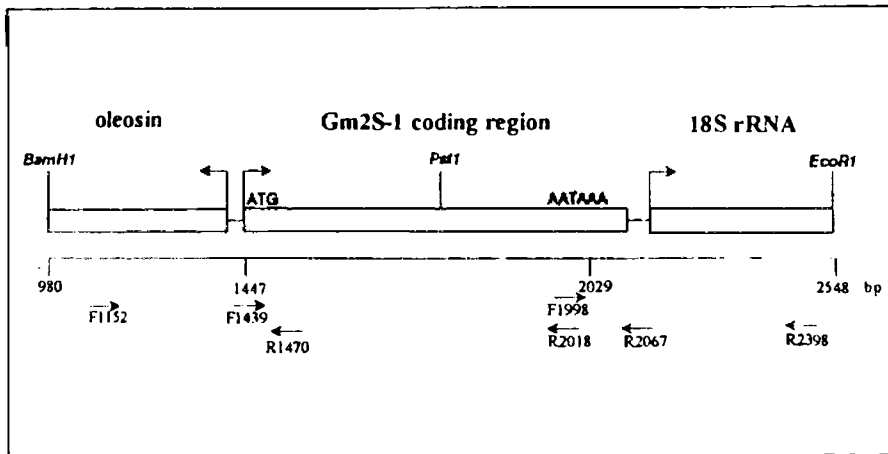 oleosin Gm2S-1 coding region 18S rRNA
BamH1 Pst1 EcoR1
ATG AATAAA
980 1447 2029 2548 bp
F1152 F1439 F1998
R1470 R2018 R2067 R2398